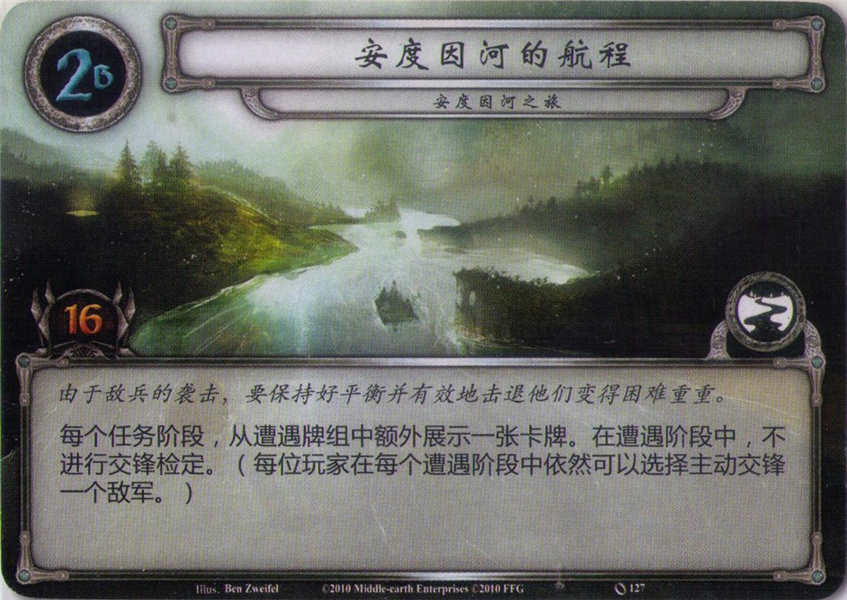 2B
安度因河的航程
安度因河之旅
16
由于敌兵的袭击，要保持好平衡并有效地击退他们变得困难重重。
每个任务阶段，从遭遇牌组中额外展示一张卡牌。在遭遇阶段中，不
进行交锋检定。（每位玩家在每个遭遇阶段中依然可以选择主动交锋
一个敌军。）
Illus. Ben Zweifel ©2010 Middle-earth Enterprises ©2010 FFG 127